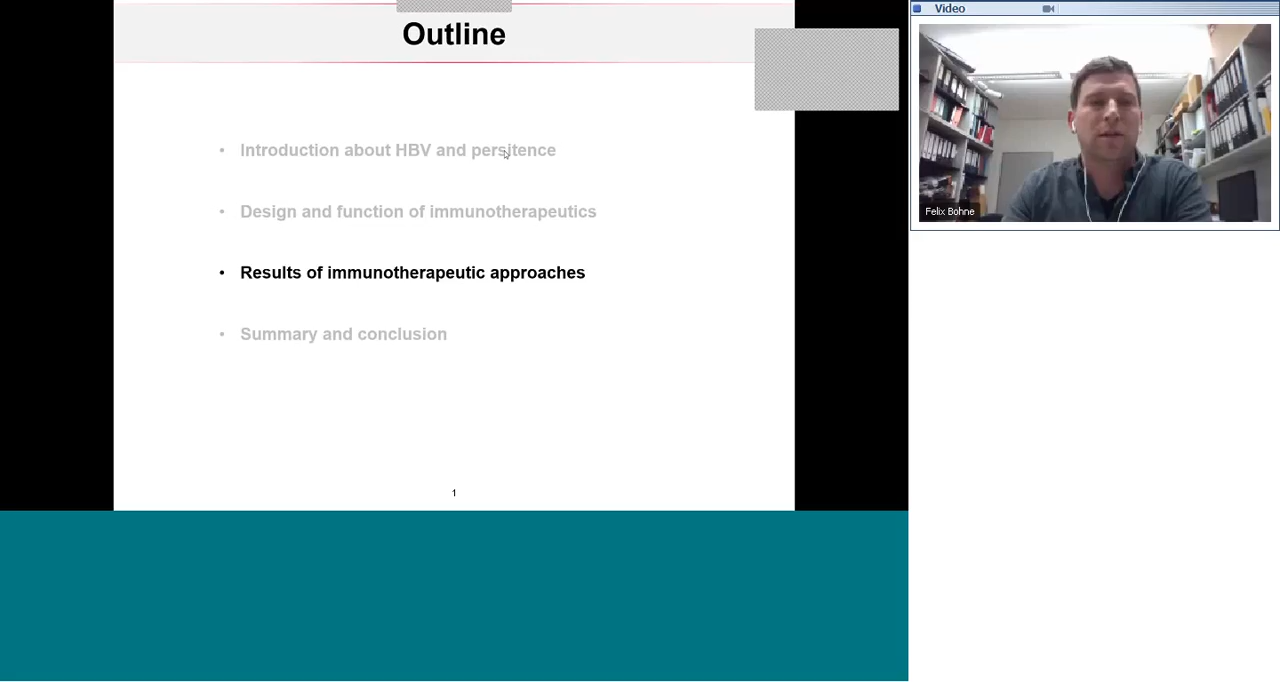 Outline
• Introduction about HBV and persitence
• Design and function of immunotherapeutics
• Results of immunotherapeutic approaches
• Summary and conclusion
1
Video
Felix Bohne